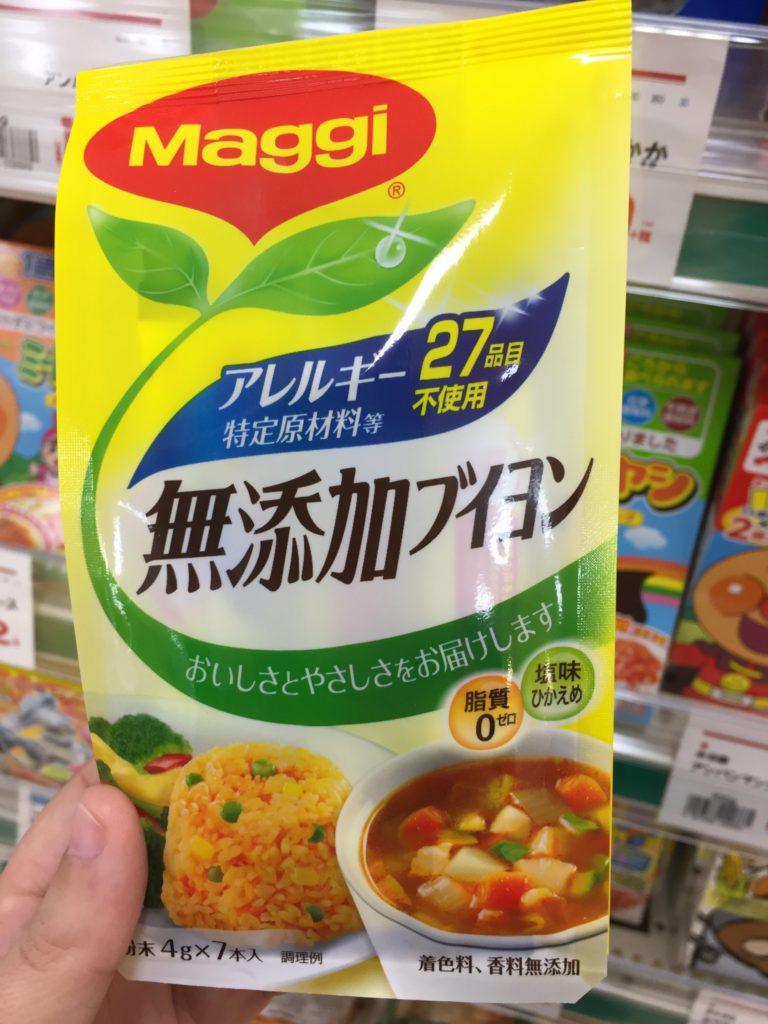 Maggi
®
アレルギー
特定原材料等
27品目
不使用
無添加ブイヨン
おいしさとやさしさをお届けします
脂質
0ゼロ
塩味
ひかえめ
粉末 4g×7本入 調理例
着色料、香料無添加